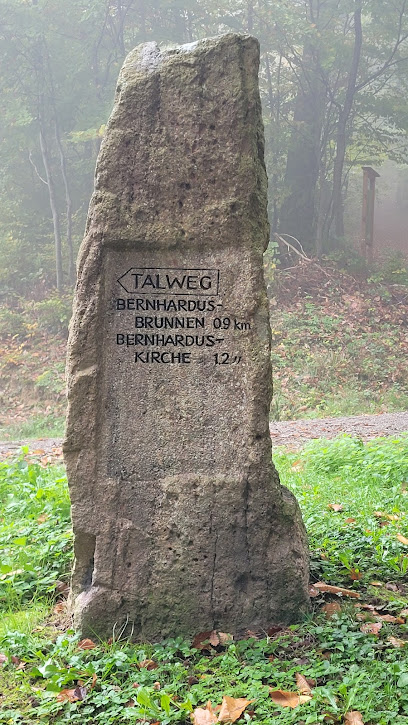 TALWEG
BERNHARDUS-
BRUNNEN 0.9 km
BERNHARDUS-
KIRCHE 1.2 "